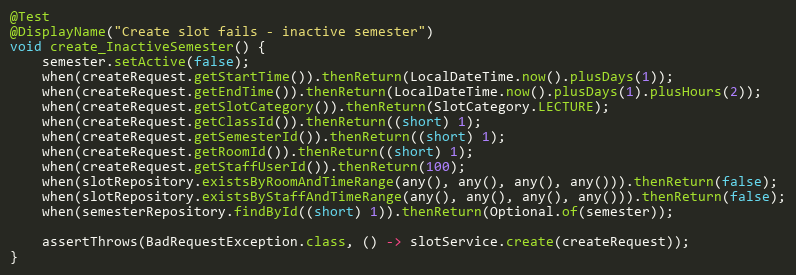 @Test
@DisplayName("Create slot fails - inactive semester")
void create_InactiveSemester() {
    semester.setActive(false);
    when(createRequest.getStartTime()).thenReturn(LocalDateTime.now().plusDays(1));
    when(createRequest.getEndTime()).thenReturn(LocalDateTime.now().plusDays(1).plusHours(2));
    when(createRequest.getSlotCategory()).thenReturn(SlotCategory.LECTURE);
    when(createRequest.getClassId()).thenReturn((short) 1);
    when(createRequest.getSemesterId()).thenReturn((short) 1);
    when(createRequest.getRoomId()).thenReturn((short) 1);
    when(createRequest.getStaffUserId()).thenReturn(100);
    when(slotRepository.existsByRoomAndTimeRange(any(), any(), any(), any())).thenReturn(false);
    when(slotRepository.existsByStaffAndTimeRange(any(), any(), any(), any())).thenReturn(false);
    when(semesterRepository.findById((short) 1)).thenReturn(Optional.of(semester));

    assertThrows(BadRequestException.class, () -> slotService.create(createRequest));
}